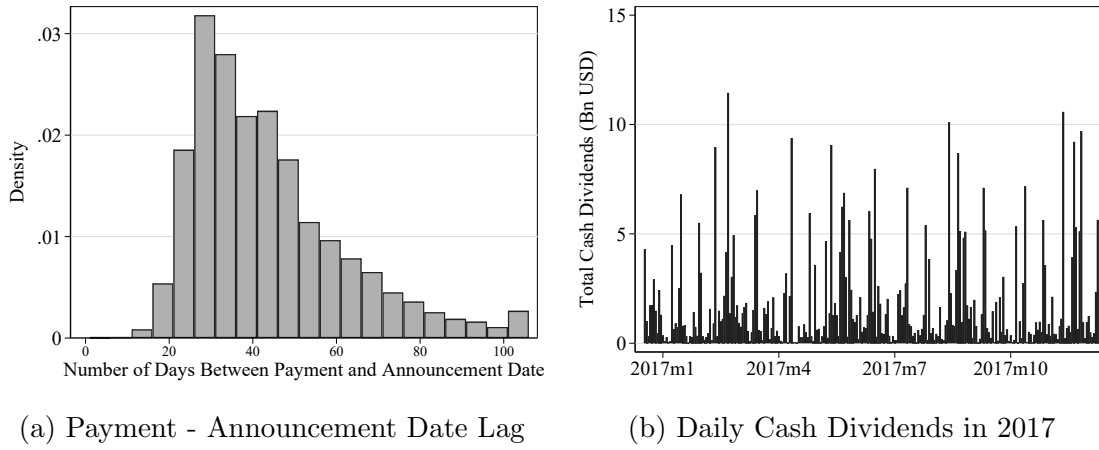 .03
.02
.01
0
Density
0 20 40 60 80 100
Number of Days Between Payment and Announcement Date
(a) Payment - Announcement Date Lag
15
10
5
0
Total Cash Dividends (Bn USD)
2017m1 2017m4 2017m7 2017m10
(b) Daily Cash Dividends in 2017